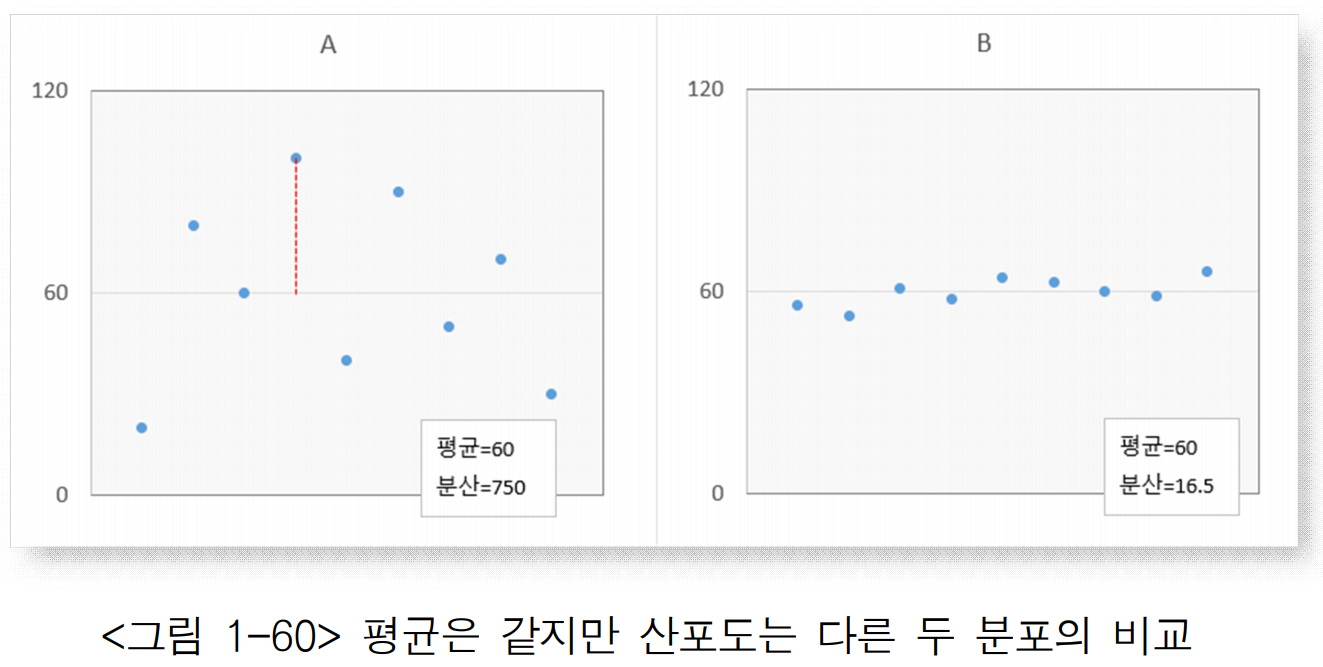 A
120
60
0
평균=60
분산=750
B
120
60
0
평균=60
분산=16.5
<그림 1-60> 평균은 같지만 산포도는 다른 두 분포의 비교